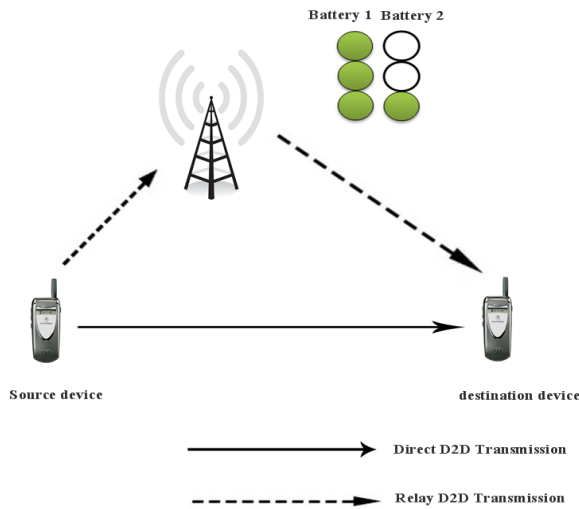 Battery 1 Battery 2
Source device
destination device
Direct D2D Transmission
Relay D2D Transmission